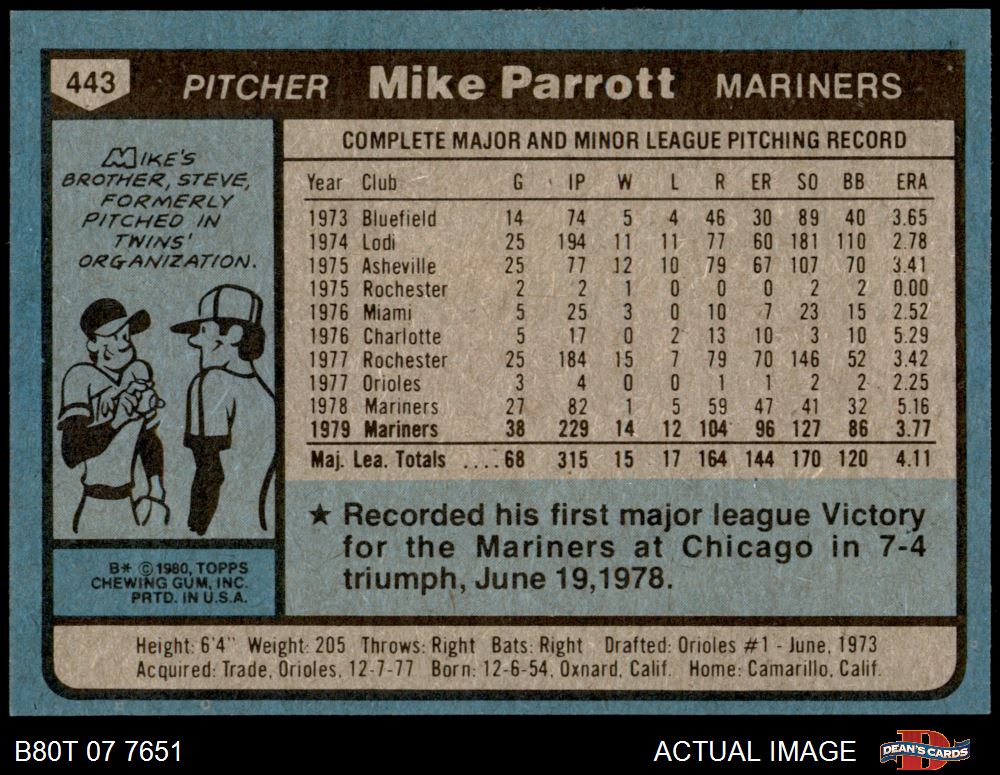 443 PITCHER Mike Parrott MARINERS
MIKE'S
BROTHER, STEVE,
FORMERLY
PITCHED IN
TWINS'
ORGANIZATION.
COMPLETE MAJOR AND MINOR LEAGUE PITCHING RECORD
Year Club G IP W L R ER SO BB ERA
1973 Bluefield 14 74 5 4 46 30 89 40 3.65
1974 Lodi 25 194 11 11 77 60 181 110 2.78
1975 Asheville 25 77 12 10 79 67 107 70 3.41
1975 Rochester 2 2 1 0 0 0 2 2 0.00
1976 Miami 5 25 3 0 10 7 23 15 2.52
1976 Charlotte 5 17 0 2 13 10 3 10 5.29
1977 Rochester 25 184 15 7 79 70 146 52 3.42
1977 Orioles 3 4 0 0 1 1 2 2 2.25
1978 Mariners 27 82 1 5 59 47 41 32 5.16
1979 Mariners 38 229 14 12 104 96 127 86 3.77
Maj. Lea. Totals ....68 315 15 17 164 144 170 120 4.11
★ Recorded his first major league Victory
for the Mariners at Chicago in 7-4
triumph, June 19,1978.
B* ©1980, TOPPS
CHEWING GUM, INC.
PRTD. IN U.S.A.
Height: 6'4" Weight: 205 Throws: Right Bats: Right Drafted: Orioles #1 - June, 1973
Acquired: Trade, Orioles, 12-7-77 Born: 12-6-54, Oxnard, Calif. Home: Camarillo, Calif.
B80T 07 7651 ACTUAL IMAGE DEAN'S CARDS